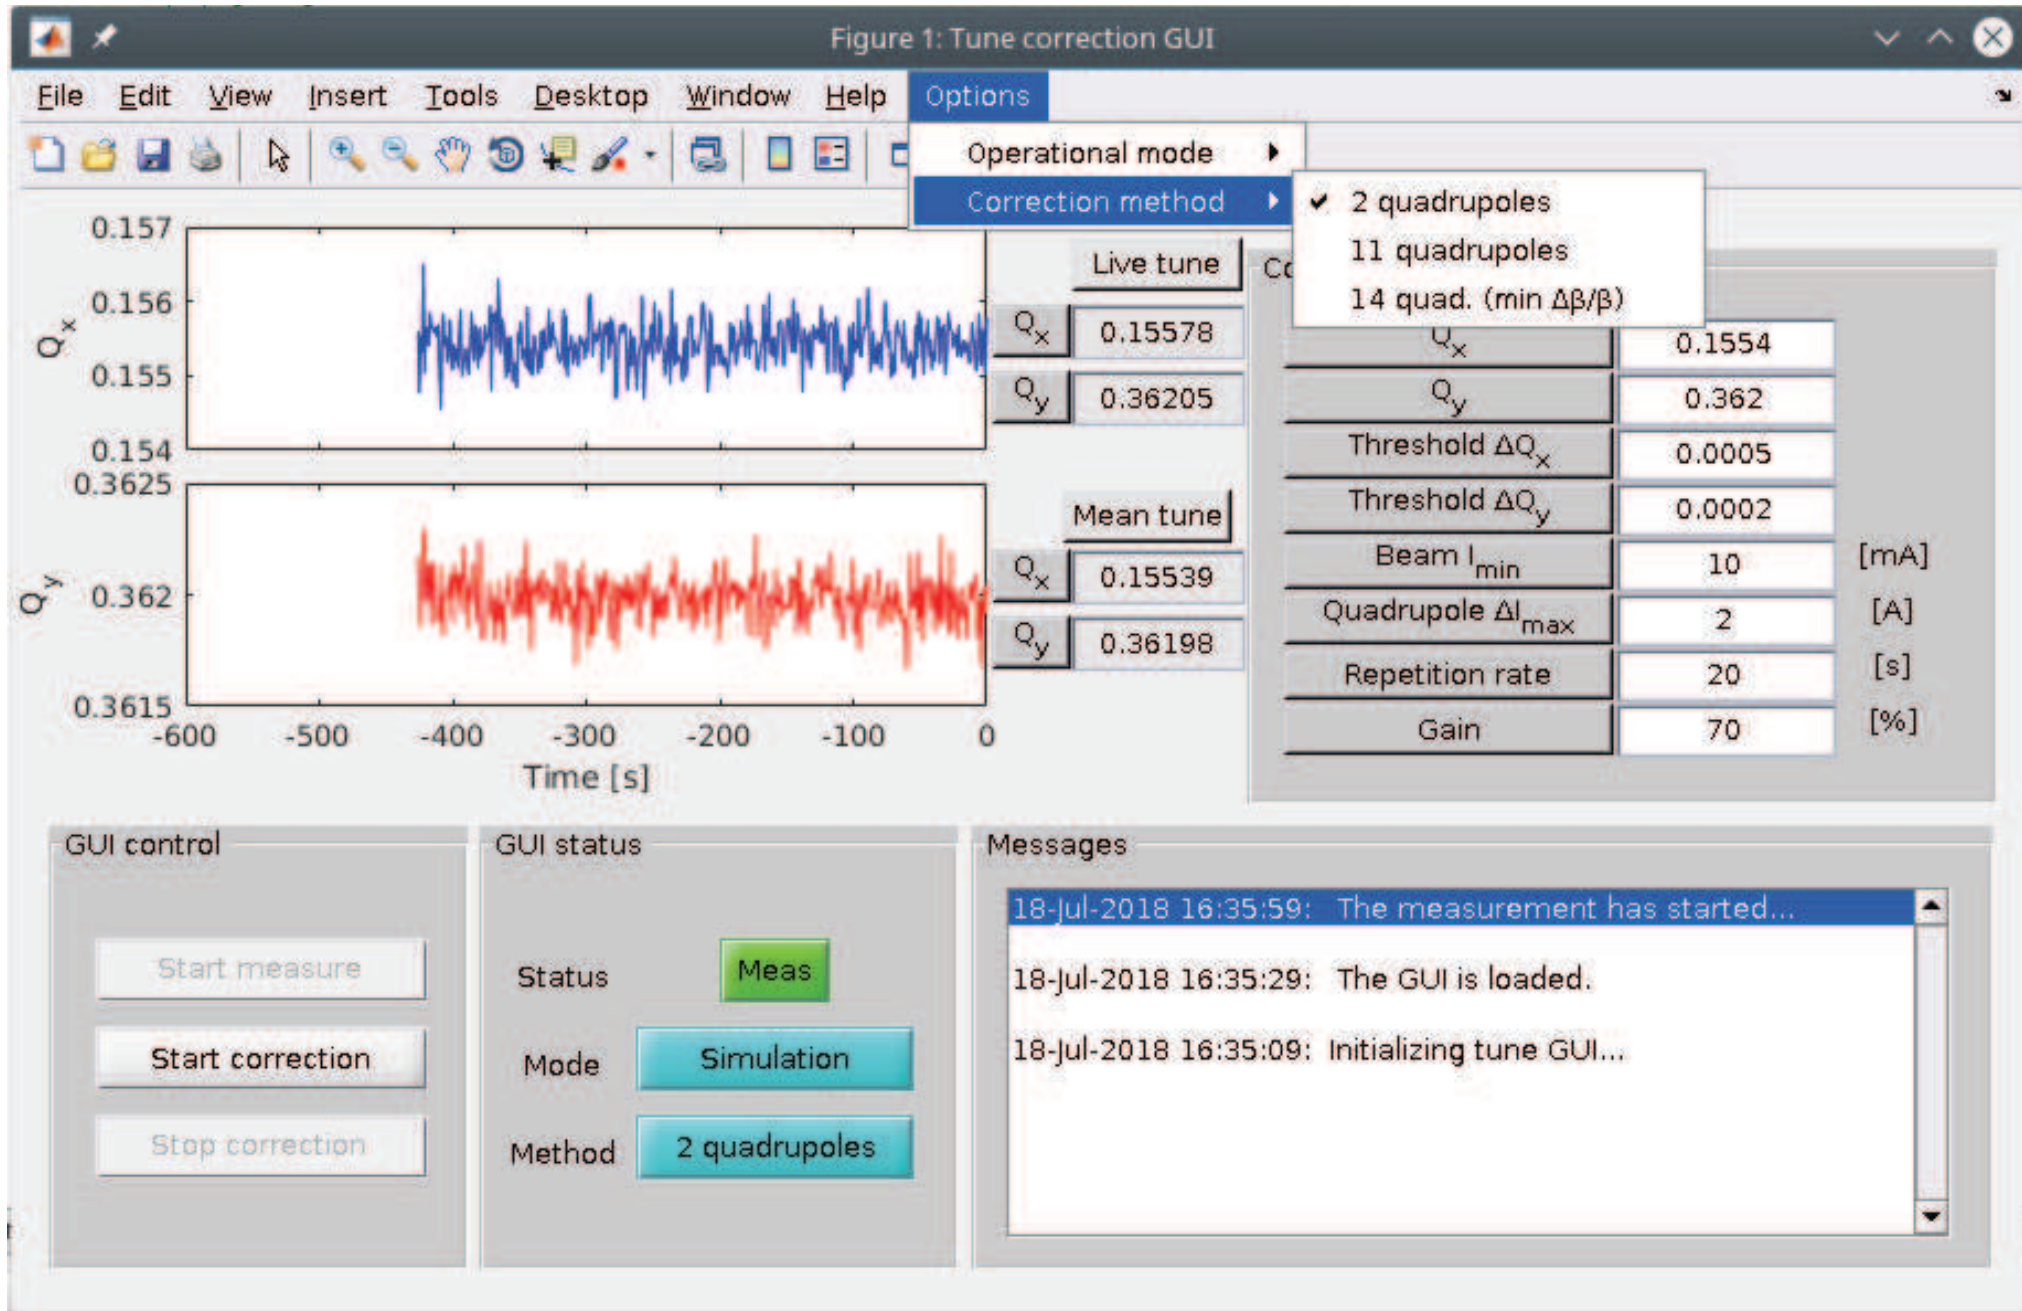 Figure 1: Tune correction GUI
File Edit View Insert Tools Desktop Window Help Options
Operational mode
Correction method
2 quadrupoles
11 quadrupoles
14 quad. (min Δβ/β)
0.157
0.156
0.155
0.154
Qx
0.3625
0.362
0.3615
Qy
-600 -500 -400 -300 -200 -100 0
Time [s]
Live tune
Qx 0.15578
Qy 0.36205
Mean tune
Qx 0.15539
Qy 0.36198
Qx 0.1554
Qy 0.362
Threshold ΔQx 0.0005
Threshold ΔQy 0.0002
Beam Imin 10 [mA]
Quadrupole ΔImax 2 [A]
Repetition rate 20 [s]
Gain 70 [%]
GUI control
Start measure
Start correction
Stop correction
GUI status
Status Meas
Mode Simulation
Method 2 quadrupoles
Messages
18-Jul-2018 16:35:59: The measurement has started...
18-Jul-2018 16:35:29: The GUI is loaded.
18-Jul-2018 16:35:09: Initializing tune GUI...